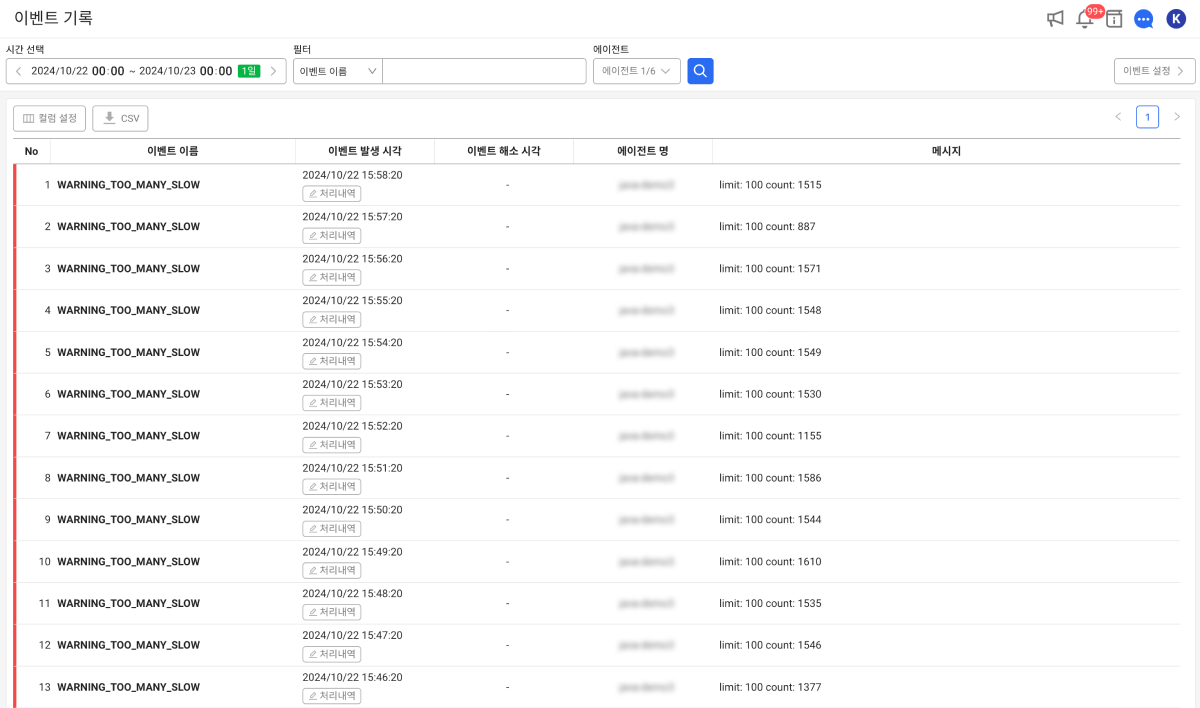 이벤트 기록
99+
K
시간 선택
필터
에이전트
2024/10/22 00:00 ~ 2024/10/23 00:00 1일
이벤트 이름
에이전트 1/6
이벤트 설정
컬럼 설정
CSV
1
No 이벤트 이름 이벤트 발생 시각 이벤트 해소 시각 에이전트 명 메시지
1 WARNING_TOO_MANY_SLOW 2024/10/22 15:58:20 - limit: 100 count: 1515
처리내역
2 WARNING_TOO_MANY_SLOW 2024/10/22 15:57:20 - limit: 100 count: 887
처리내역
3 WARNING_TOO_MANY_SLOW 2024/10/22 15:56:20 - limit: 100 count: 1571
처리내역
4 WARNING_TOO_MANY_SLOW 2024/10/22 15:55:20 - limit: 100 count: 1548
처리내역
5 WARNING_TOO_MANY_SLOW 2024/10/22 15:54:20 - limit: 100 count: 1549
처리내역
6 WARNING_TOO_MANY_SLOW 2024/10/22 15:53:20 - limit: 100 count: 1530
처리내역
7 WARNING_TOO_MANY_SLOW 2024/10/22 15:52:20 - limit: 100 count: 1155
처리내역
8 WARNING_TOO_MANY_SLOW 2024/10/22 15:51:20 - limit: 100 count: 1586
처리내역
9 WARNING_TOO_MANY_SLOW 2024/10/22 15:50:20 - limit: 100 count: 1544
처리내역
10 WARNING_TOO_MANY_SLOW 2024/10/22 15:49:20 - limit: 100 count: 1610
처리내역
11 WARNING_TOO_MANY_SLOW 2024/10/22 15:48:20 - limit: 100 count: 1535
처리내역
12 WARNING_TOO_MANY_SLOW 2024/10/22 15:47:20 - limit: 100 count: 1546
처리내역
13 WARNING_TOO_MANY_SLOW 2024/10/22 15:46:20 - limit: 100 count: 1377
처리내역